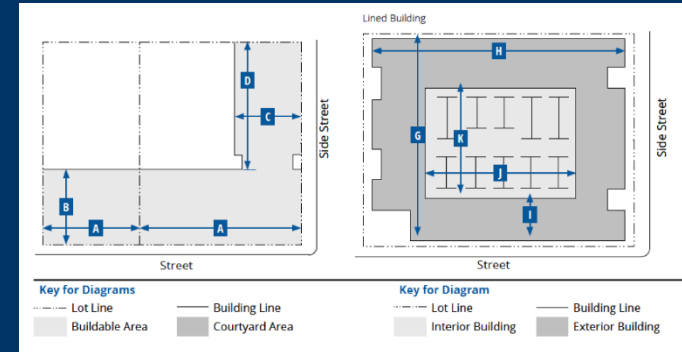 Lined Building
H
D
C
Side Street
G
K
J
Side Street
B
I
A
A
Street
Street
Key for Diagrams
Key for Diagram
Lot Line
Building Line
Lot Line
Building Line
Buildable Area
Courtyard Area
Interior Building
Exterior Building